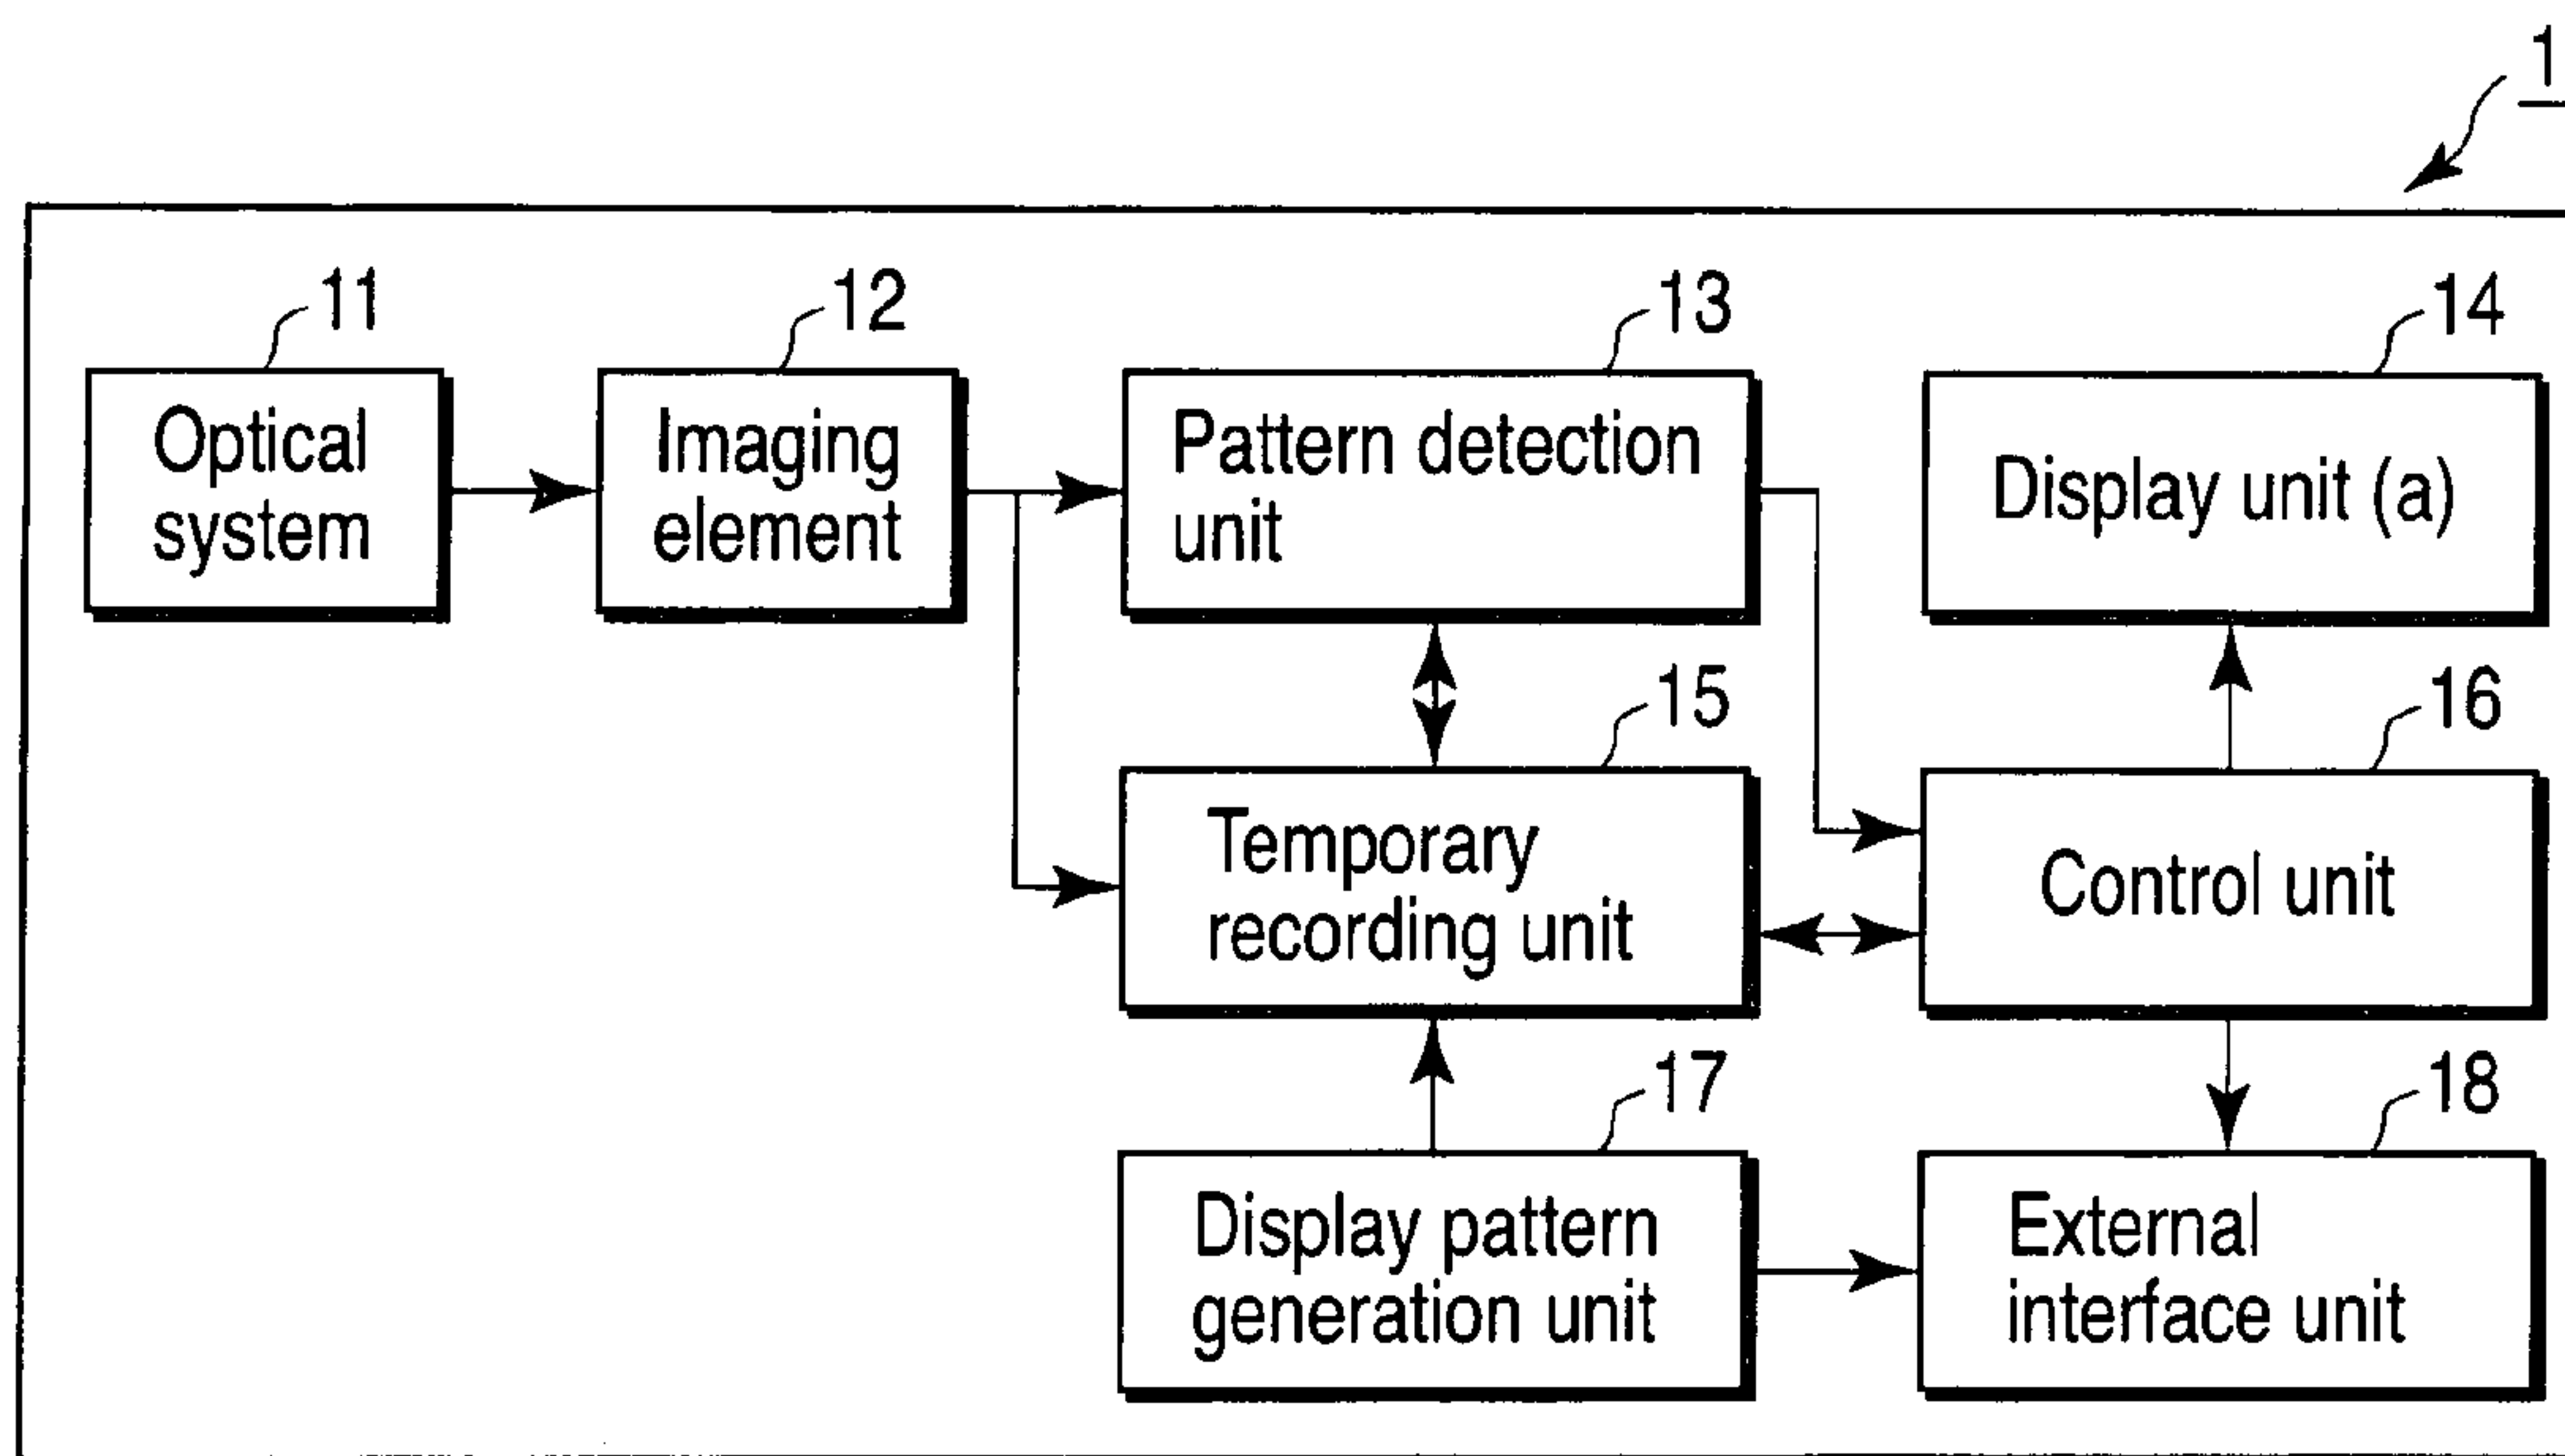 1
11
12
13
14
Optical
system
Imaging
element
Pattern detection
unit
Display unit (a)
15
16
Temporary
recording unit
Control unit
17
18
Display pattern
generation unit
External
interface unit